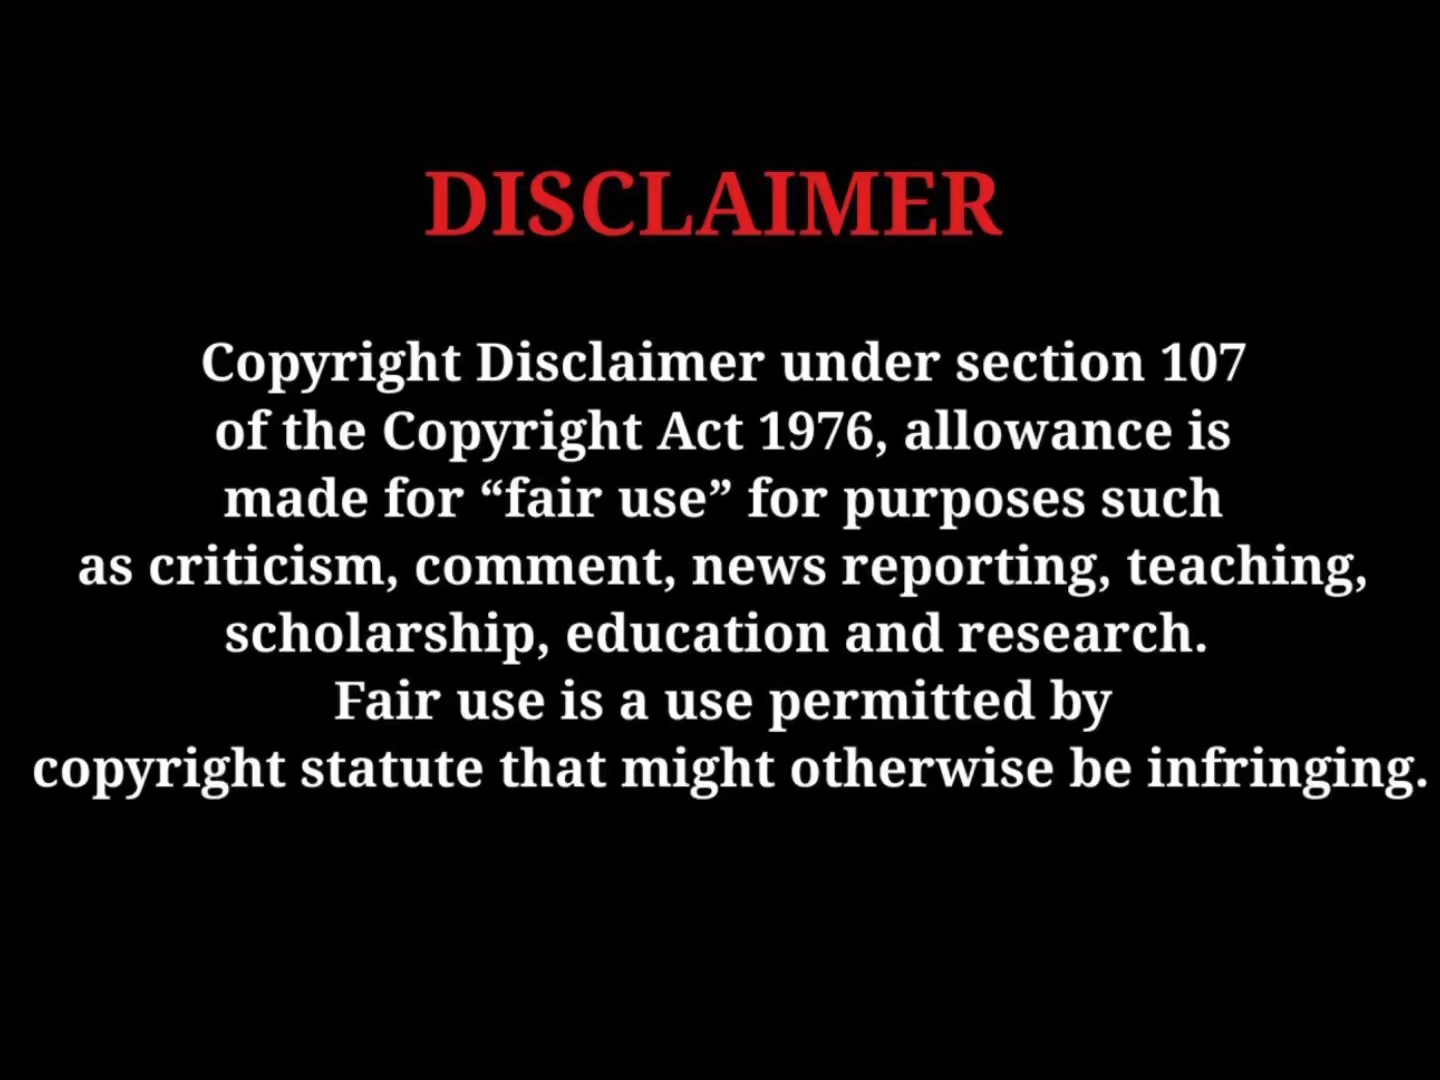 DISCLAIMER
Copyright Disclaimer under section 107
of the Copyright Act 1976, allowance is
made for “fair use” for purposes such
as criticism, comment, news reporting, teaching,
scholarship, education and research.
Fair use is a use permitted by
copyright statute that might otherwise be infringing.